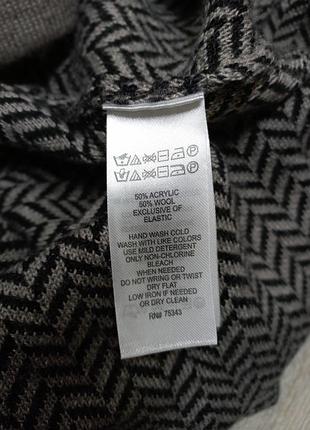 50% ACRYLIC
50% WOOL
EXCLUSIVE OF
ELASTIC
HAND WASH COLD
WASH WITH LIKE COLORS
USE MILD DETERGENT
ONLY NON-CHLORINE
BLEACH
WHEN NEEDED
DO NOT WRING OR TWIST
DRY FLAT
LOW IRON IF NEEDED
OR DRY CLEAN
RN# 75343